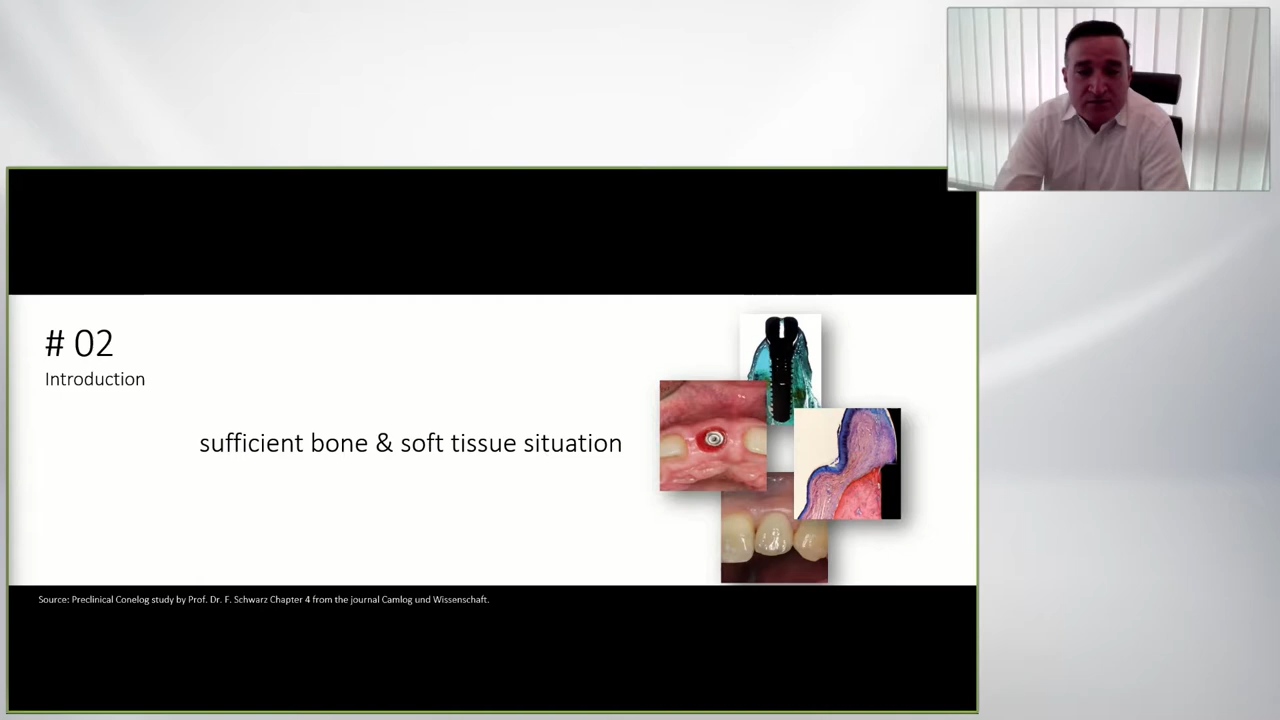 # 02
Introduction
sufficient bone & soft tissue situation
Source: Preclinical Conelog study by Prof. Dr. F. Schwarz Chapter 4 from the journal Camlog und Wissenschaft.